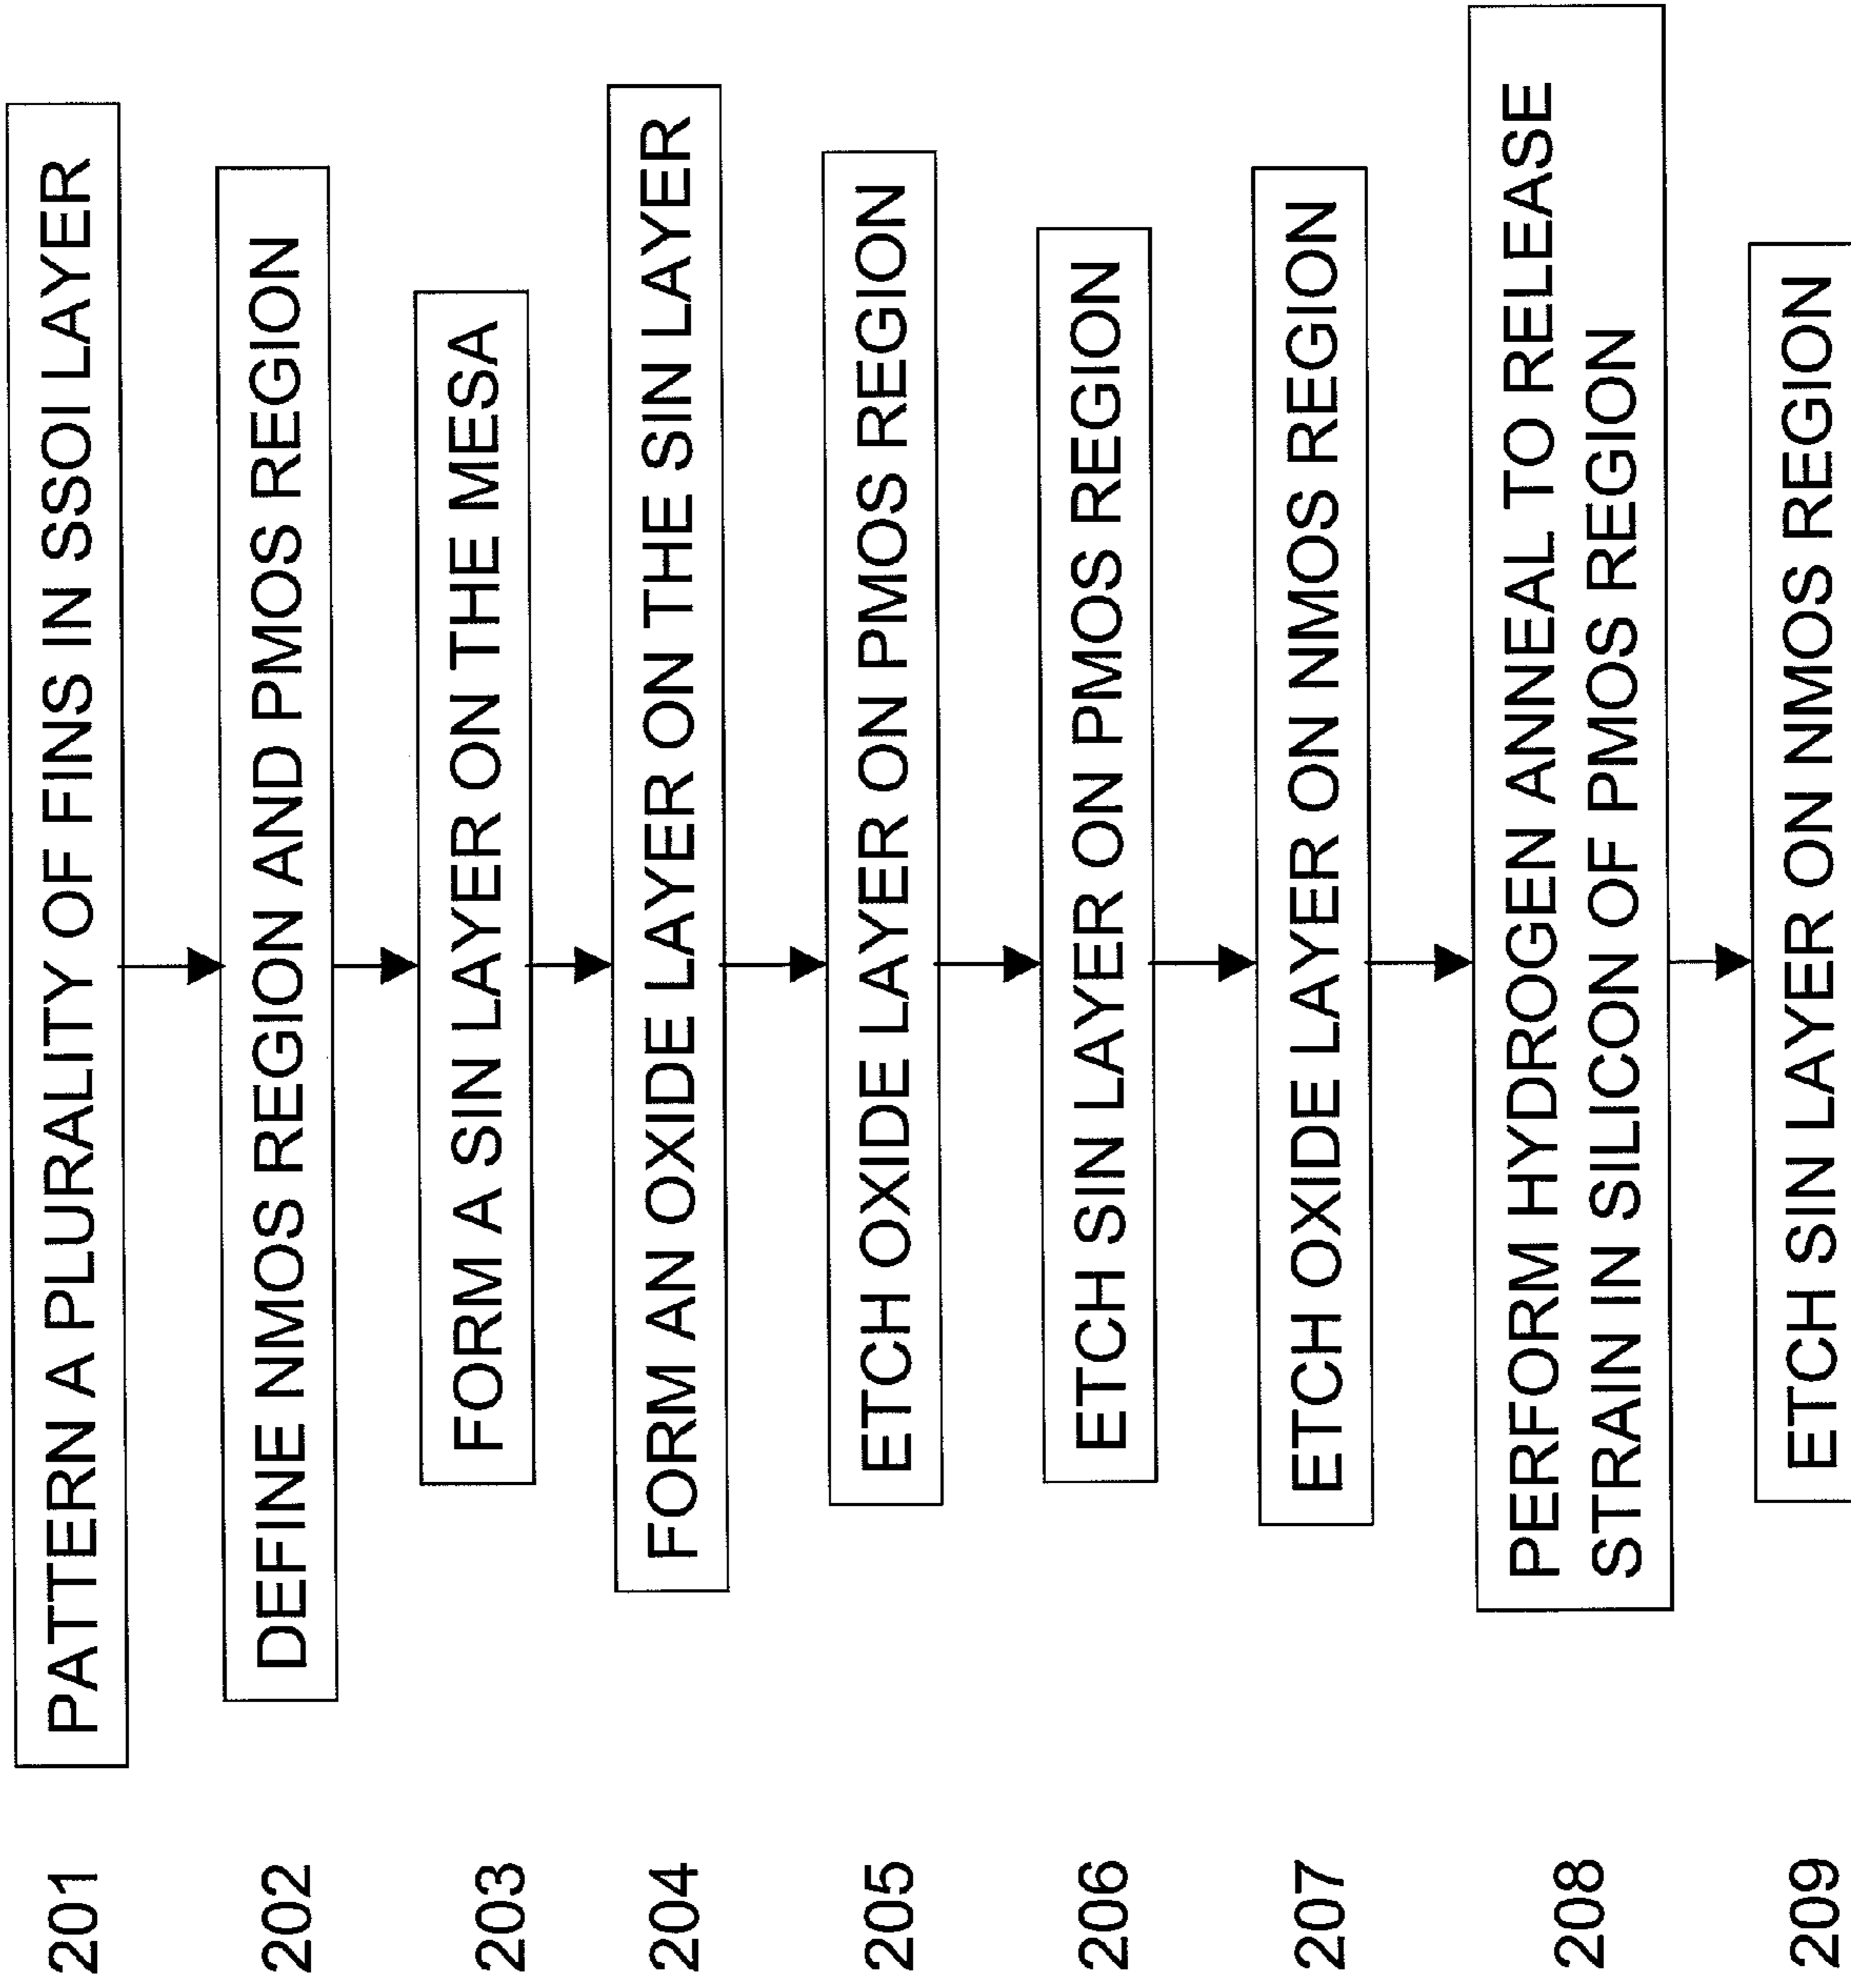 201 PATTERN A PLURALITY OF FINS IN SSOI LAYER
202 DEFINE NMOS REGION AND PMOS REGION
203 FORM A SIN LAYER ON THE MESA
204 FORM AN OXIDE LAYER ON THE SIN LAYER
205 ETCH OXIDE LAYER ON PMOS REGION
206 ETCH SIN LAYER ON PMOS REGION
207 ETCH OXIDE LAYER ON NMOS REGION
208 PERFORM HYDROGEN ANNEAL TO RELEASE
STRAIN IN SILICON OF PMOS REGION
209 ETCH SIN LAYER ON NMOS REGION